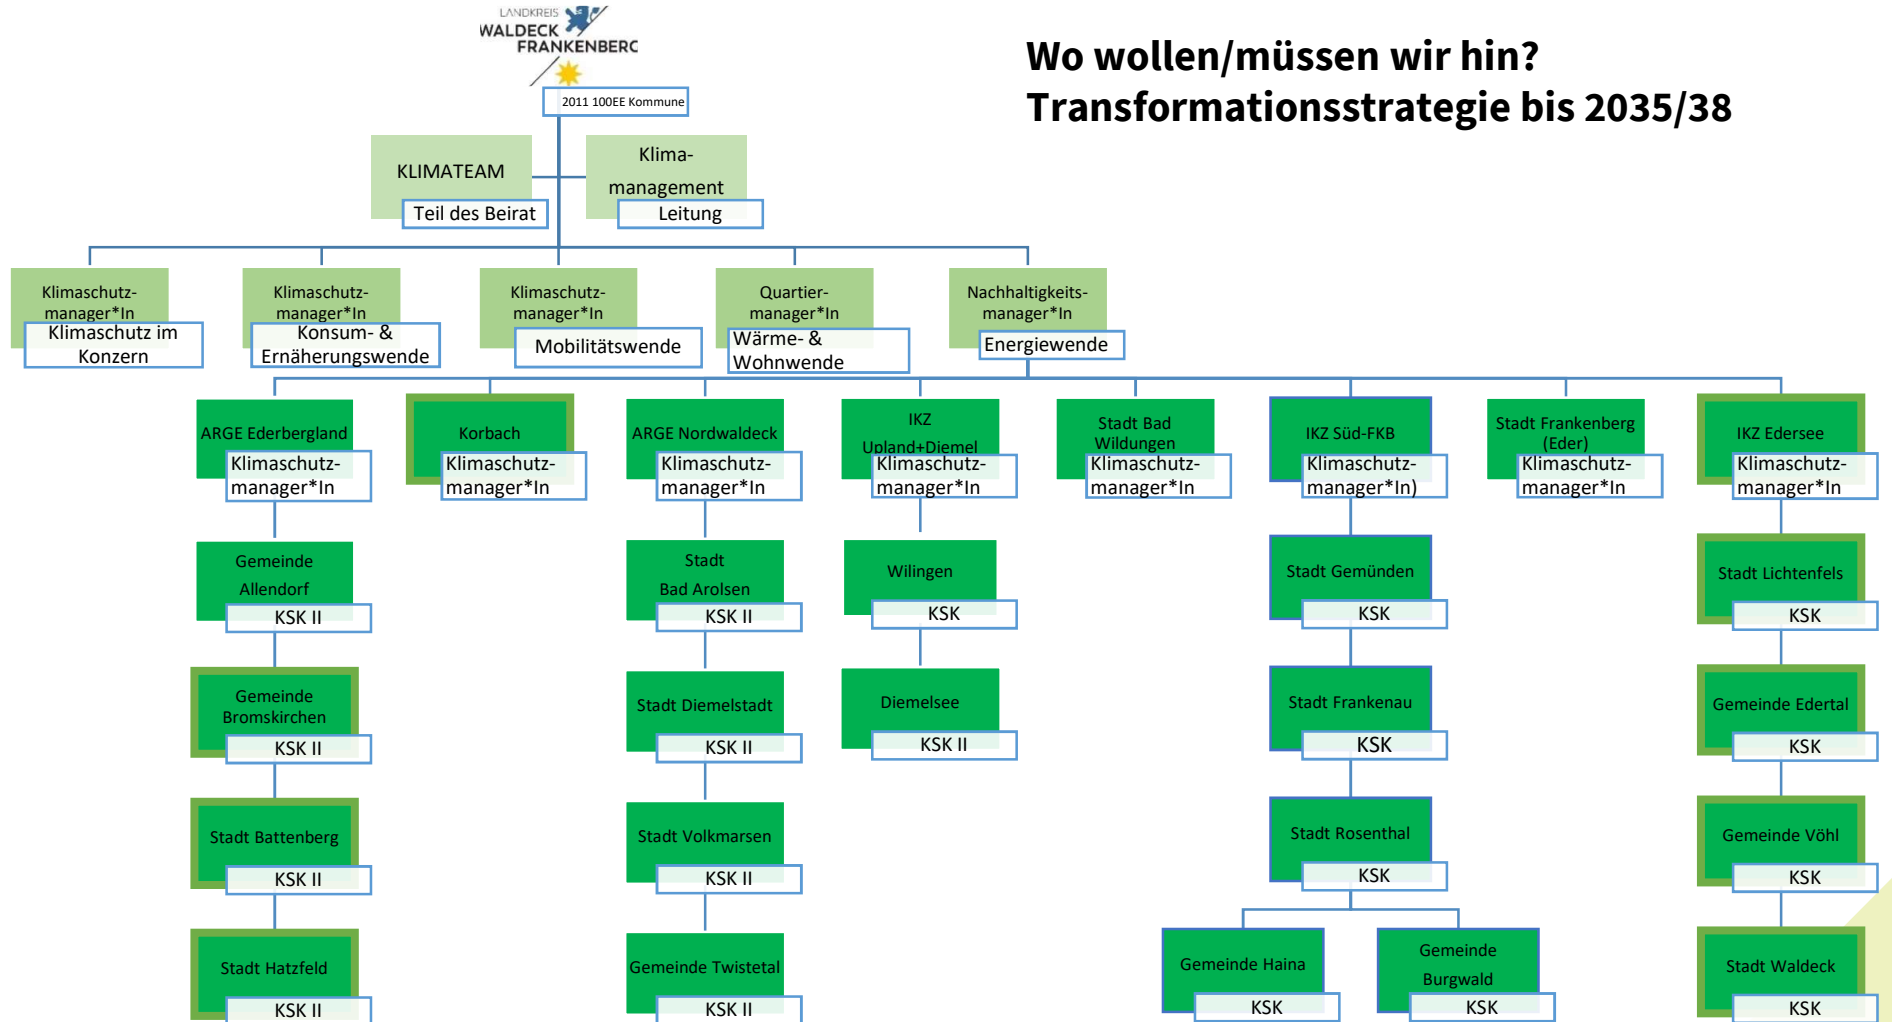 LANDKREIS
WALDECK
FRANKENBERG
Wo wollen/müssen wir hin?
Transformationsstrategie bis 2035/38
2011 100EE Kommune
KLIMATEAM
Teil des Beirat
Klima-
management
Leitung
Klimaschutz-
manager*In
Klimaschutz im
Konzern
Klimaschutz-
manager*In
Konsum- &
Ernäherungswende
Klimaschutz-
manager*In
Mobilitätswende
Quartier-
manager*In
Wärme- &
Wohnwende
Nachhaltigkeits-
manager*In
Energiewende
ARGE Ederbergland
Klimaschutz-
manager*In
Korbach
Klimaschutz-
manager*In
ARGE Nordwaldeck
Klimaschutz-
manager*In
IKZ
Upland+Diemel
Klimaschutz-
manager*In
Stadt Bad
Wildungen
Klimaschutz-
manager*In
IKZ Süd-FKB
Klimaschutz-
manager*In)
Stadt Frankenberg
(Eder)
Klimaschutz-
manager*In
IKZ Edersee
Klimaschutz-
manager*In
Gemeinde
Allendorf
KSK II
Stadt
Bad Arolsen
KSK II
Wilingen
KSK
Stadt Gemünden
KSK
Stadt Lichtenfels
KSK
Gemeinde
Bromskirchen
KSK II
Stadt Diemelstadt
KSK II
Diemelsee
KSK II
Stadt Frankenau
KSK
Gemeinde Edertal
KSK
Stadt Battenberg
KSK II
Stadt Volkmarsen
KSK II
Stadt Rosenthal
KSK
Gemeinde Vöhl
KSK
Stadt Hatzfeld
KSK II
Gemeinde Twistetal
KSK II
Gemeinde Haina
KSK
Gemeinde
Burgwald
KSK
Stadt Waldeck
KSK